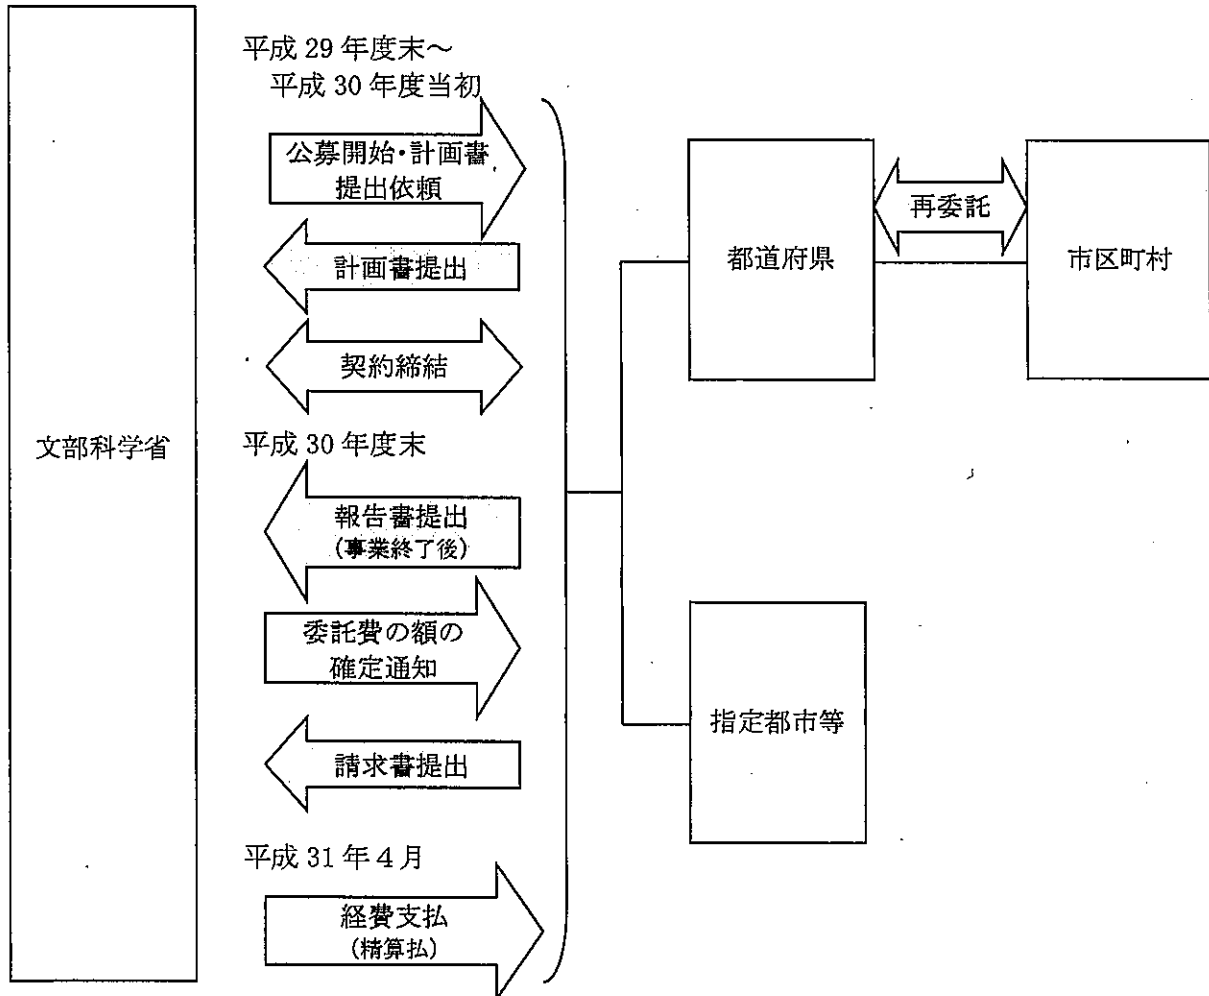 平成 29 年度末～
平成 30 年度当初
公募開始・計画書
提出依頼
計画書提出
契約締結
文部科学省
平成 30 年度末
報告書提出
(事業終了後)
委託費の額の
確定通知
請求書提出
平成 31 年 4 月
経費支払
(精算払)
都道府県
再委託
市区町村
指定都市等